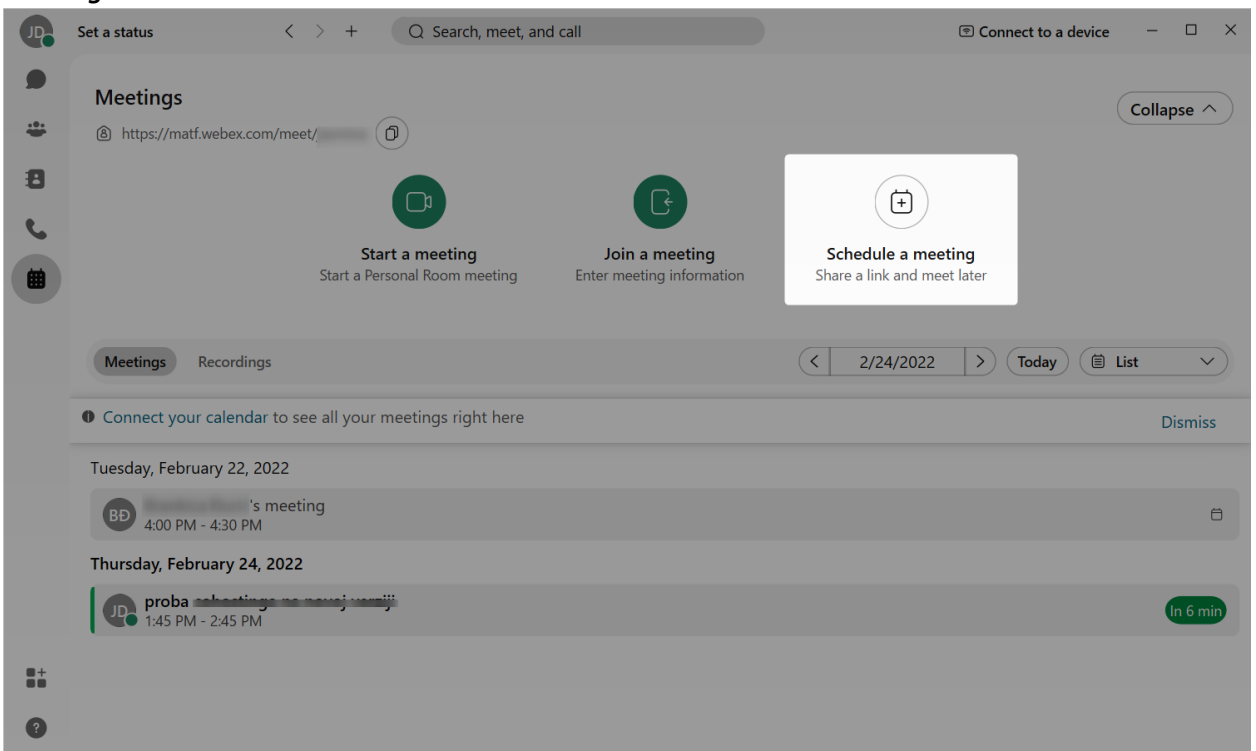 JD
Set a status
Search, meet, and call
Connect to a device
Meetings
Collapse
https://matf.webex.com/meet/
Start a meeting
Start a Personal Room meeting
Join a meeting
Enter meeting information
Schedule a meeting
Share a link and meet later
Meetings
Recordings
2/24/2022
Today
List
Connect your calendar to see all your meetings right here
Dismiss
Tuesday, February 22, 2022
BĐ
's meeting
4:00 PM - 4:30 PM
Thursday, February 24, 2022
JD
proba
1:45 PM - 2:45 PM
In 6 min